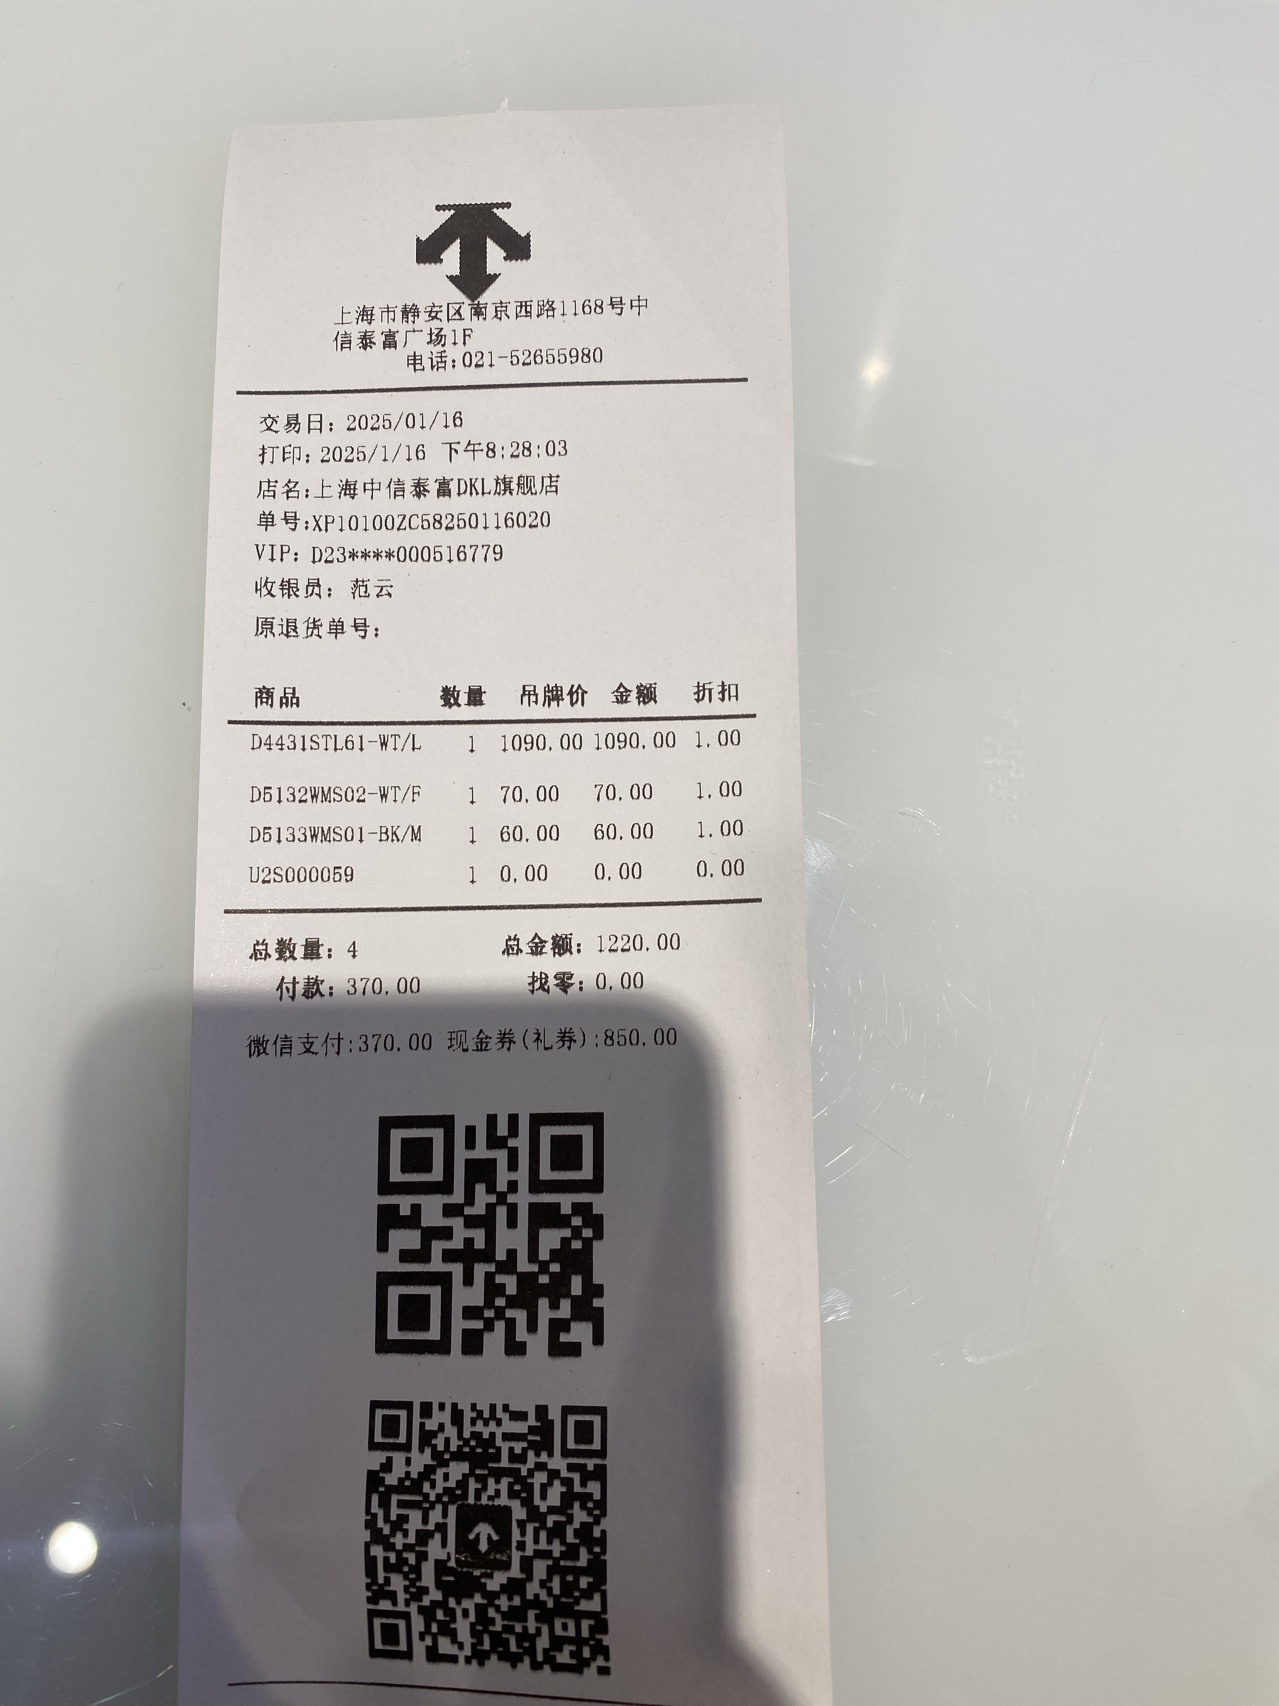 上海市静安区南京西路1168号中
信泰富广场1F
电话:021-52655980
交易日: 2025/01/16
打印: 2025/1/16 下午8:28:03
店名:上海中信泰富DKL旗舰店
单号:XP10100ZC58250116020
VIP: D23****000516779
收银员: 范云
原退货单号:
商品 数量 吊牌价 金额 折扣
D4431STL61-WT/L 1 1090.00 1090.00 1.00
D5132WMS02-WT/F 1 70.00 70.00 1.00
D5133WMS01-BK/M 1 60.00 60.00 1.00
U2S000059 1 0.00 0.00 0.00
总数量: 4 总金额: 1220.00
付款: 370.00 找零: 0.00
微信支付:370.00 现金券(礼券):850.00